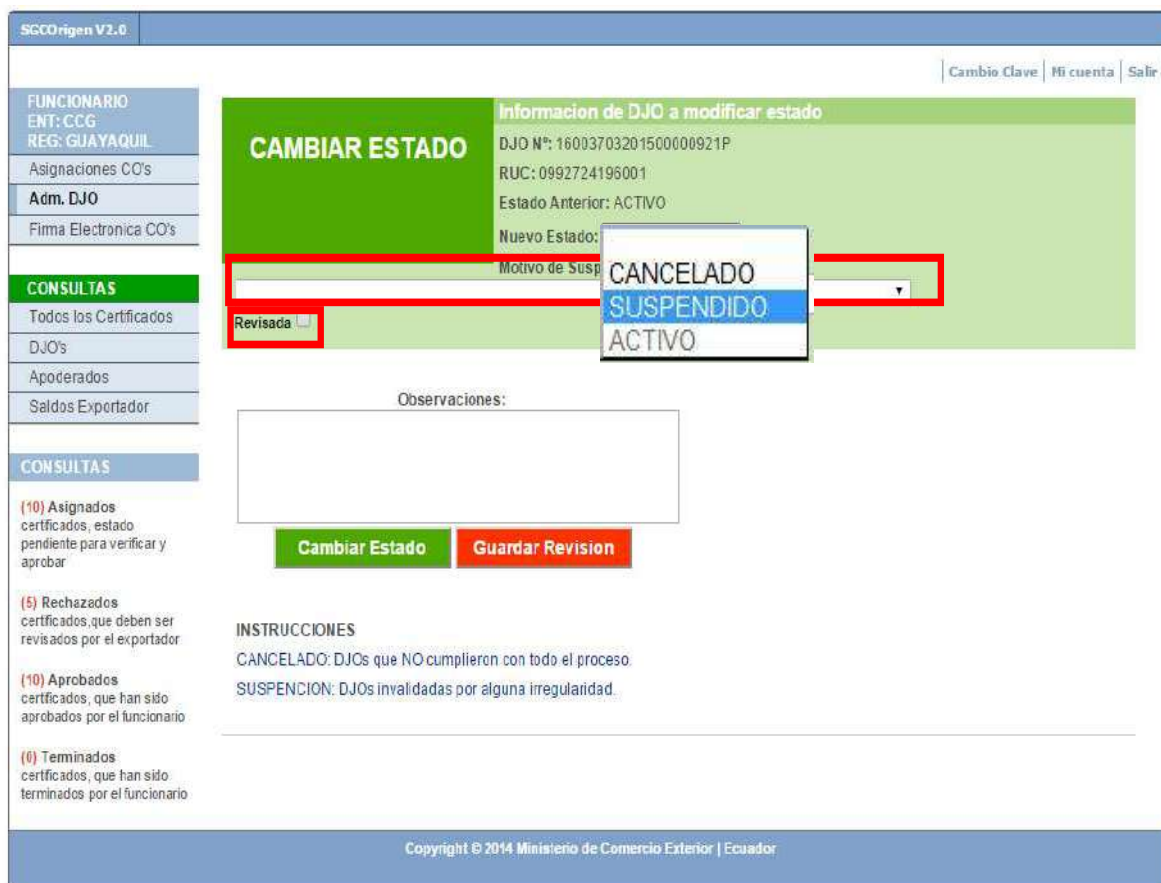 SGCOrigen V2.0
Cambio Clave
Mi cuenta
Salir
FUNCIONARIO
ENT: CCG
REG: GUAYAQUIL
Asignaciones CO's
Adm. DJO
Firma Electronica CO's
CONSULTAS
Todos los Certificados
DJO's
Apoderados
Saldos Exportador
CONSULTAS
(10) Asignados
certficados, estado
pendiente para verificar y
aprobar
(5) Rechazados
certficados,que deben ser
revisados por el exportador
(10) Aprobados
certficados, que han sido
aprobados por el funcionario
(6) Terminados
certficados, que han sido
terminados por el funcionario
CAMBIAR ESTADO
Informacion de DJO a modificar estado
DJO Nº: 16003703201500000921P
RUC: 0992724196001
Estado Anterior: ACTIVO
Nuevo Estado:
Motivo de Susp
CANCELADO
SUSPENDIDO
ACTIVO
Revisada
Observaciones:
Cambiar Estado
Guardar Revision
INSTRUCCIONES
CANCELADO: DJOs que NO cumplieron con todo el proceso.
SUSPENCION: DJOs invalidadas por alguna irregularidad.
Copyright © 2014 Ministerio de Comercio Exterior | Ecuador